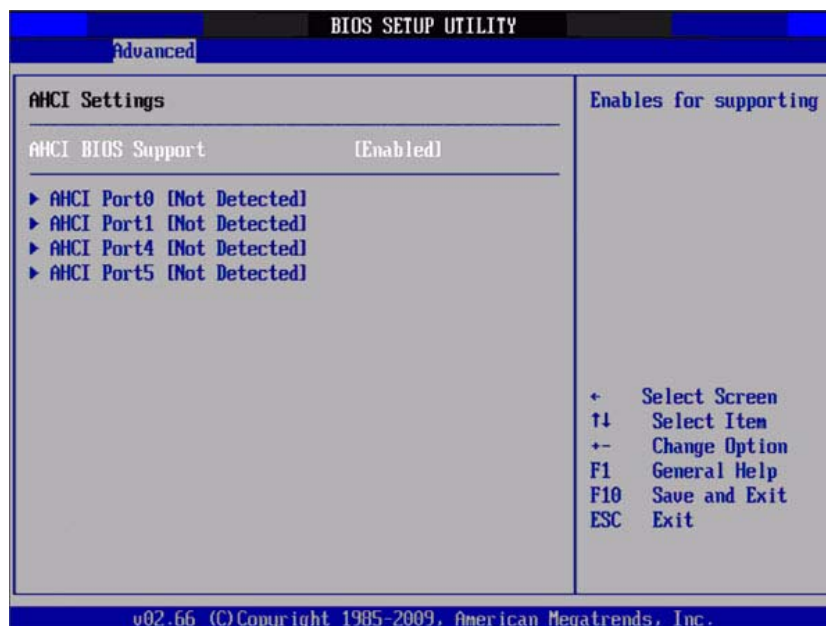 BIOS SETUP UTILITY
Advanced
AHCI Settings
AHCI BIOS Support [Enabled]
▶ AHCI Port0 [Not Detected]
▶ AHCI Port1 [Not Detected]
▶ AHCI Port4 [Not Detected]
▶ AHCI Port5 [Not Detected]
Enables for supporting
← Select Screen
↑↓ Select Item
+- Change Option
F1 General Help
F10 Save and Exit
ESC Exit
v02.66 (C)Copyright 1985-2009, American Megatrends, Inc.